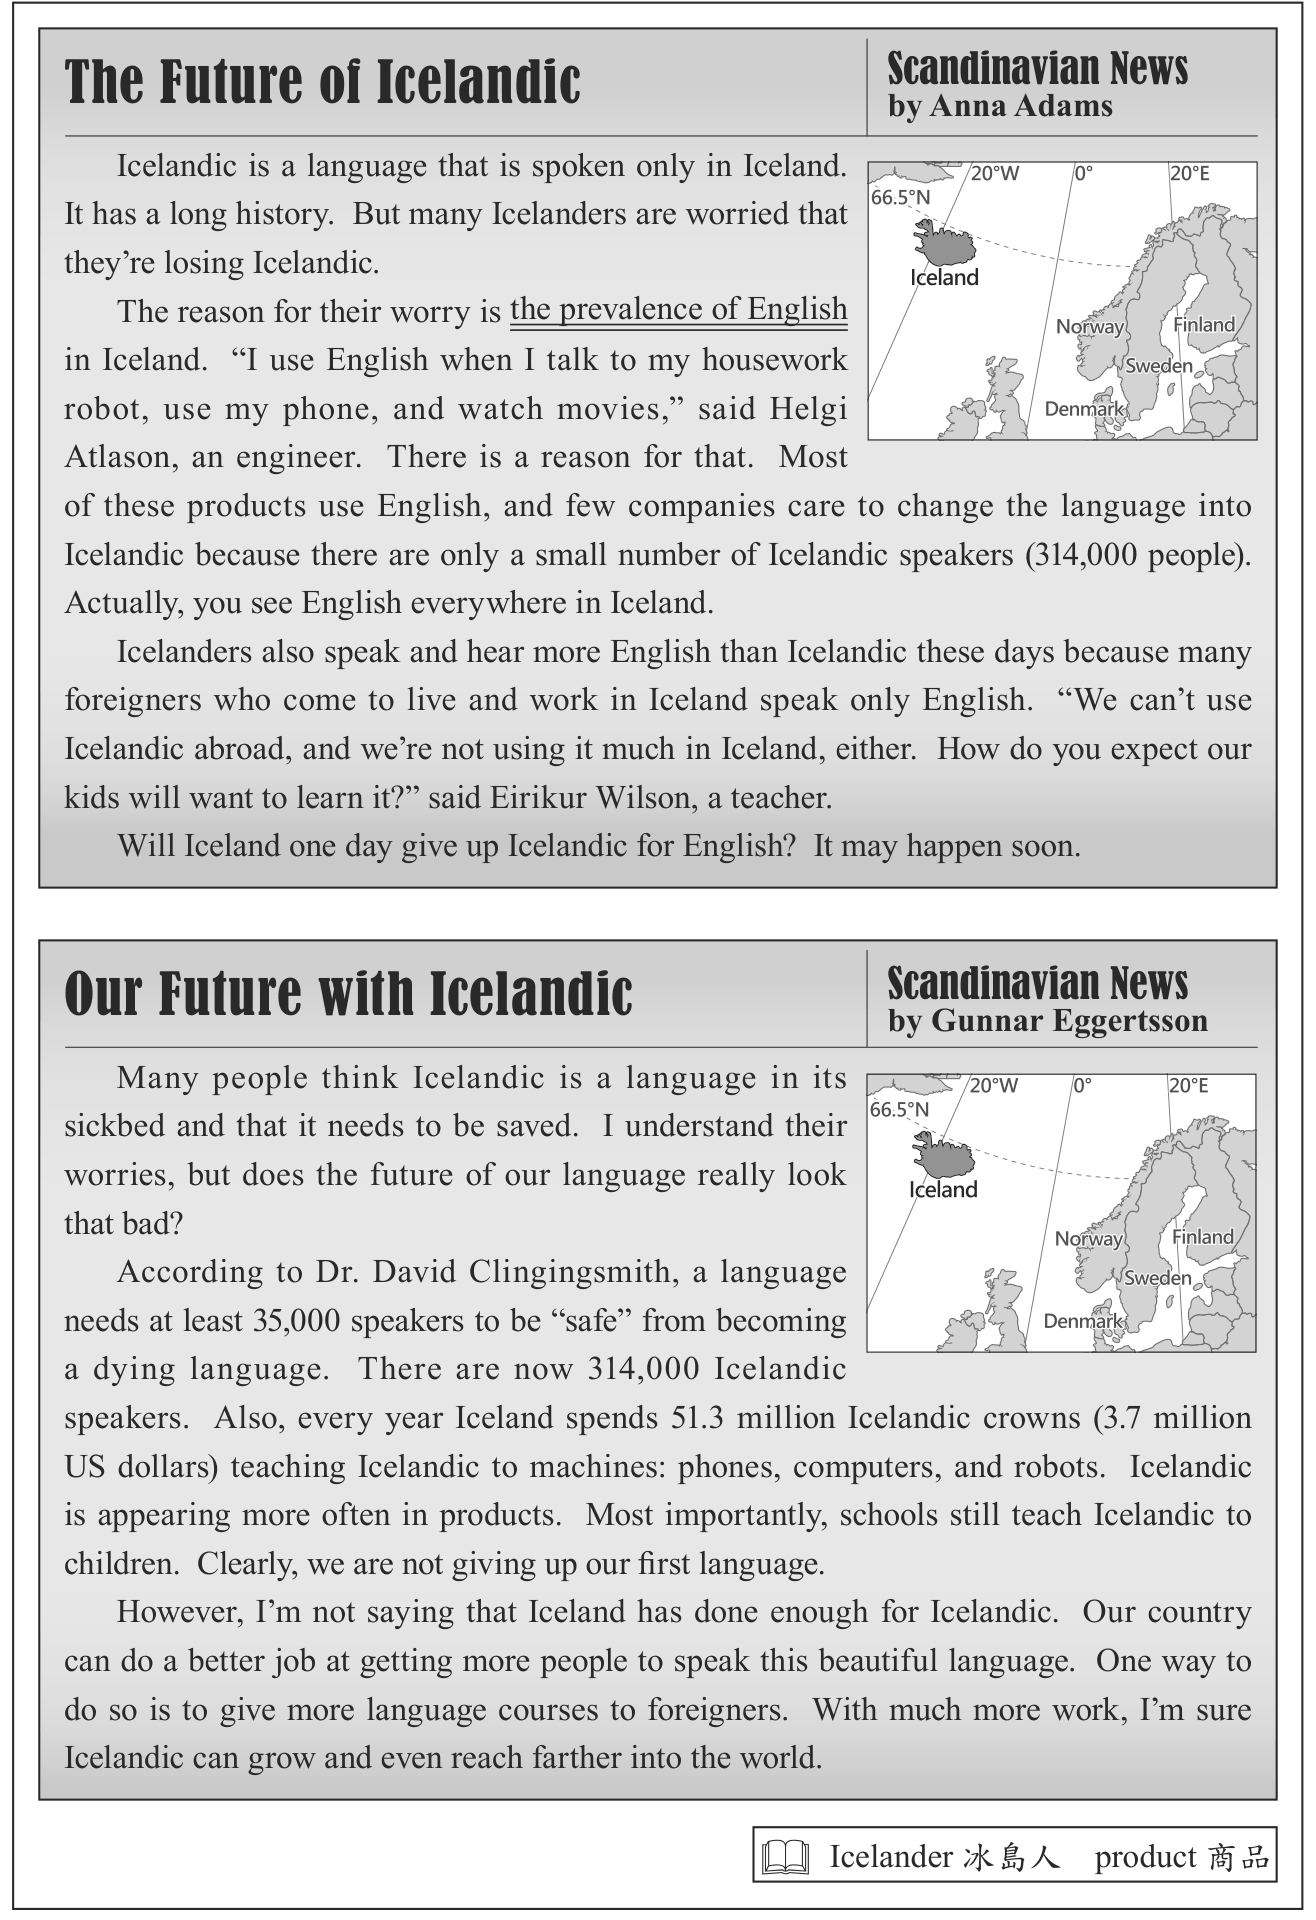 The Future of Icelandic
Scandinavian News
by Anna Adams
Icelandic is a language that is spoken only in Iceland.
It has a long history. But many Icelanders are worried that
they're losing Icelandic.
The reason for their worry is the prevalence of English
in Iceland. “I use English when I talk to my housework
robot, use my phone, and watch movies,” said Helgi
Atlason, an engineer. There is a reason for that. Most
of these products use English, and few companies care to change the language into
Icelandic because there are only a small number of Icelandic speakers (314,000 people).
Actually, you see English everywhere in Iceland.
Icelanders also speak and hear more English than Icelandic these days because many
foreigners who come to live and work in Iceland speak only English. “We can't use
Icelandic abroad, and we're not using it much in Iceland, either. How do you expect our
kids will want to learn it?” said Eirikur Wilson, a teacher.
Will Iceland one day give up Icelandic for English? It may happen soon.
20°W 0° 20°E
66.5°N
Iceland
Norway Finland
Sweden
Denmark
Our Future with Icelandic
Scandinavian News
by Gunnar Eggertsson
Many people think Icelandic is a language in its
sickbed and that it needs to be saved. I understand their
worries, but does the future of our language really look
that bad?
According to Dr. David Clingingsmith, a language
needs at least 35,000 speakers to be “safe” from becoming
a dying language. There are now 314,000 Icelandic
speakers. Also, every year Iceland spends 51.3 million Icelandic crowns (3.7 million
US dollars) teaching Icelandic to machines: phones, computers, and robots. Icelandic
is appearing more often in products. Most importantly, schools still teach Icelandic to
children. Clearly, we are not giving up our first language.
However, I'm not saying that Iceland has done enough for Icelandic. Our country
can do a better job at getting more people to speak this beautiful language. One way to
do so is to give more language courses to foreigners. With much more work, I'm sure
Icelandic can grow and even reach farther into the world.
20°W 0° 20°E
66.5°N
Iceland
Norway Finland
Sweden
Denmark
Icelander 冰島人 product 商品